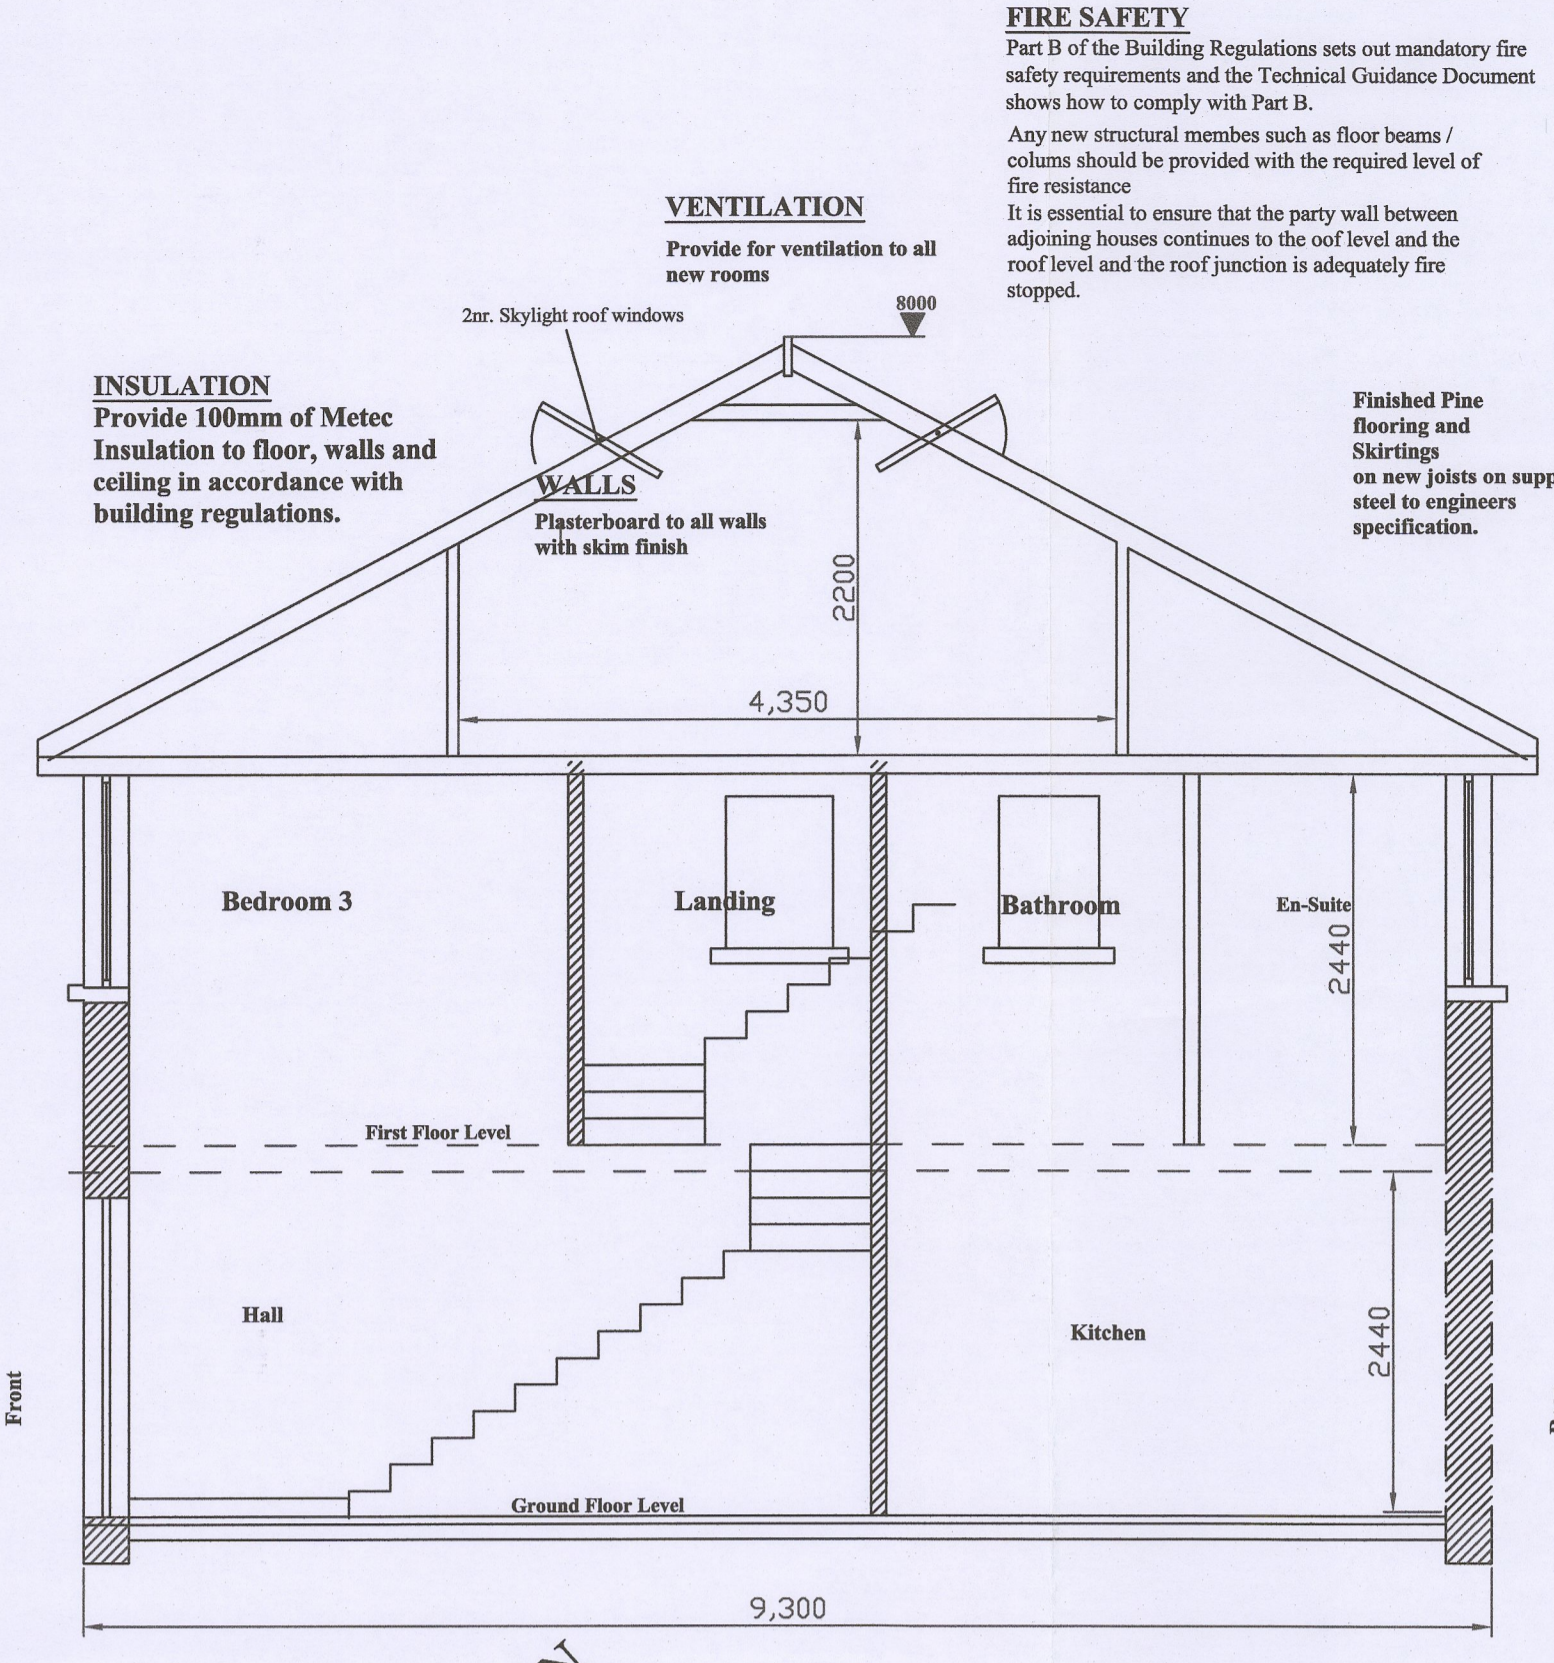 FIRE SAFETY
Part B of the Building Regulations sets out mandatory fire
safety requirements and the Technical Guidance Document
shows how to comply with Part B.
Any new structural membes such as floor beams /
colums should be provided with the required level of
fire resistance
It is essential to ensure that the party wall between
adjoining houses continues to the oof level and the
roof level and the roof junction is adequately fire
stopped.
VENTILATION
Provide for ventilation to all
new rooms
8000
2nr. Skylight roof windows
INSULATION
Provide 100mm of Metec
Insulation to floor, walls and
ceiling in accordance with
building regulations.
Finished Pine
flooring and
Skirtings
on new joists on supp
steel to engineers
specification.
WALLS
Plasterboard to all walls
with skim finish
2200
4,350
Bedroom 3
Landing
Bathroom
En-Suite
2440
First Floor Level
Hall
Kitchen
2440
Front
Ground Floor Level
9,300